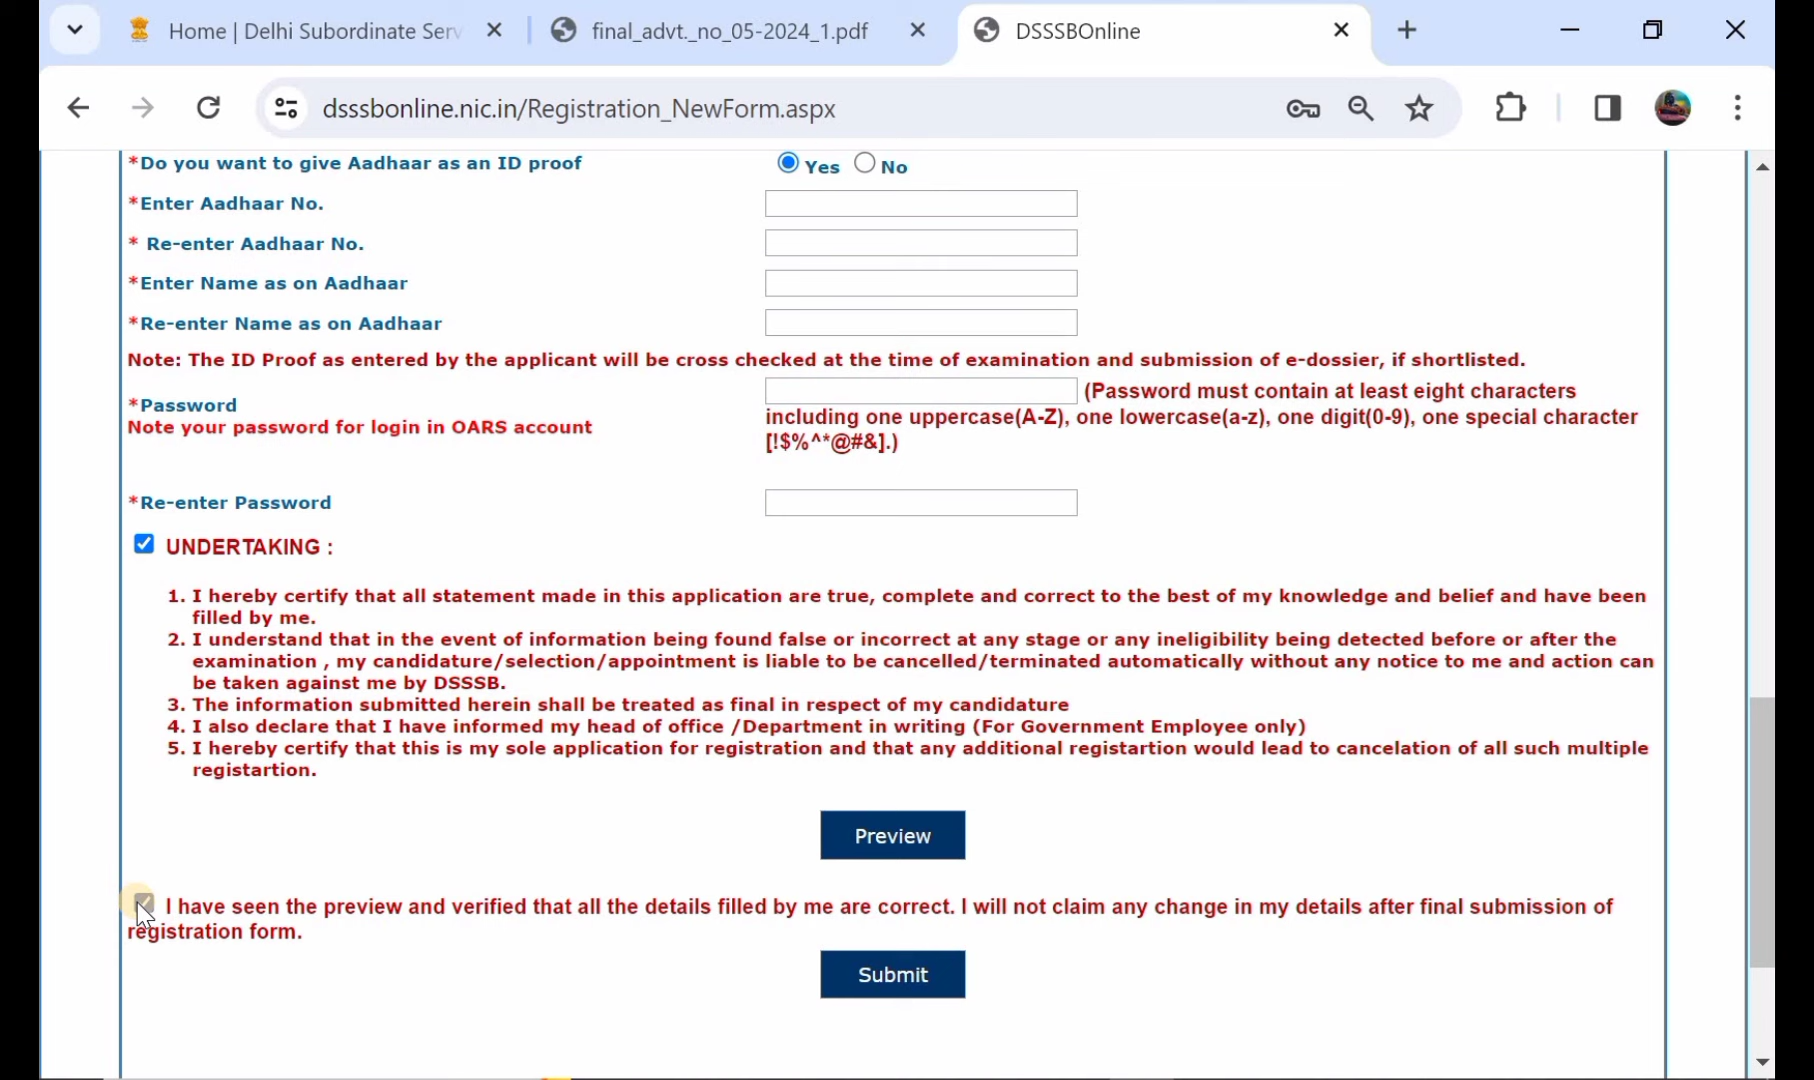 Home | Delhi Subordinate Serv
final_advt._no_05-2024_1.pdf
DSSSBOnline
dsssbonline.nic.in/Registration_NewForm.aspx
*Do you want to give Aadhaar as an ID proof
Yes No
*Enter Aadhaar No.
* Re-enter Aadhaar No.
*Enter Name as on Aadhaar
*Re-enter Name as on Aadhaar
Note: The ID Proof as entered by the applicant will be cross checked at the time of examination and submission of e-dossier, if shortlisted.
*Password
Note your password for login in OARS account
(Password must contain at least eight characters
including one uppercase(A-Z), one lowercase(a-z), one digit(0-9), one special character
[!$%^*@#&].)
*Re-enter Password
UNDERTAKING :
1. I hereby certify that all statement made in this application are true, complete and correct to the best of my knowledge and belief and have been
filled by me.
2. I understand that in the event of information being found false or incorrect at any stage or any ineligibility being detected before or after the
examination , my candidature/selection/appointment is liable to be cancelled/terminated automatically without any notice to me and action can
be taken against me by DSSSB.
3. The information submitted herein shall be treated as final in respect of my candidature
4. I also declare that I have informed my head of office /Department in writing (For Government Employee only)
5. I hereby certify that this is my sole application for registration and that any additional registartion would lead to cancelation of all such multiple
registartion.
Preview
I have seen the preview and verified that all the details filled by me are correct. I will not claim any change in my details after final submission of
registration form.
Submit